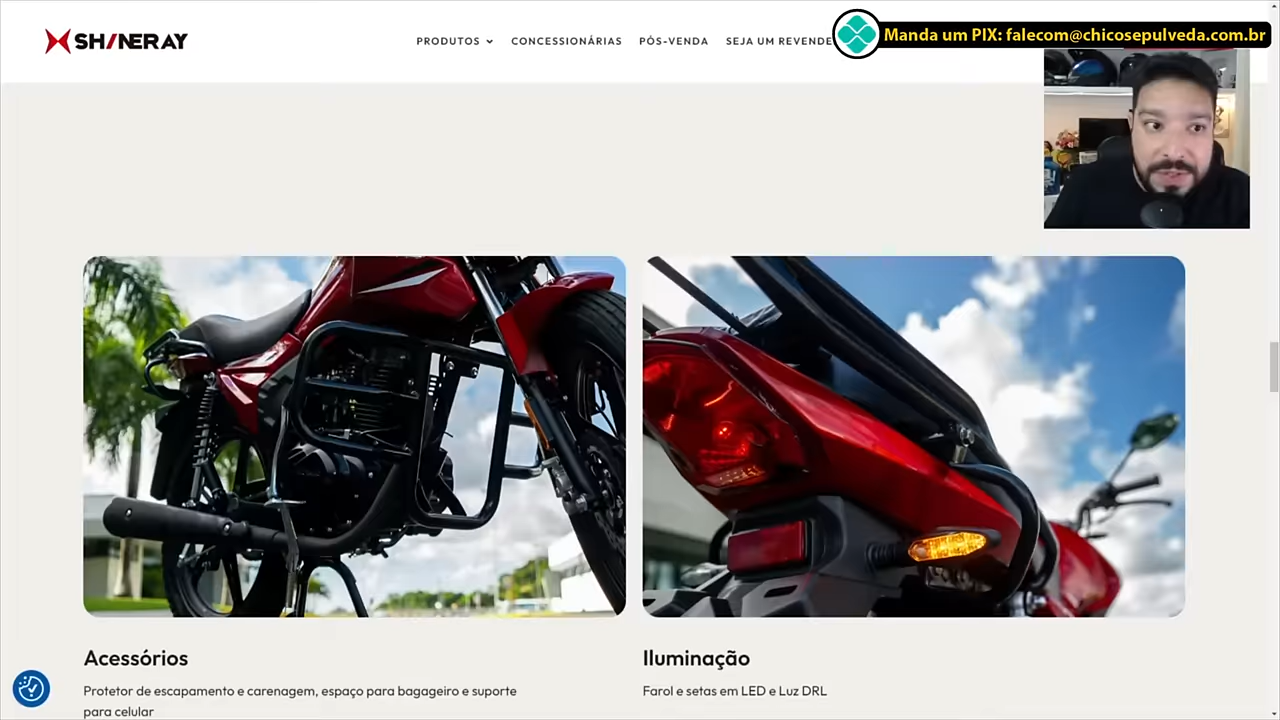 SHINERAY
PRODUTOS
CONCESSIONÁRIAS
PÓS-VENDA
SEJA UM REVENDE
Manda um PIX: falecom@chicosepulveda.com.br
Acessórios
Protetor de escapamento e carenagem, espaço para bagageiro e suporte
para celular
Iluminação
Farol e setas em LED e Luz DRL